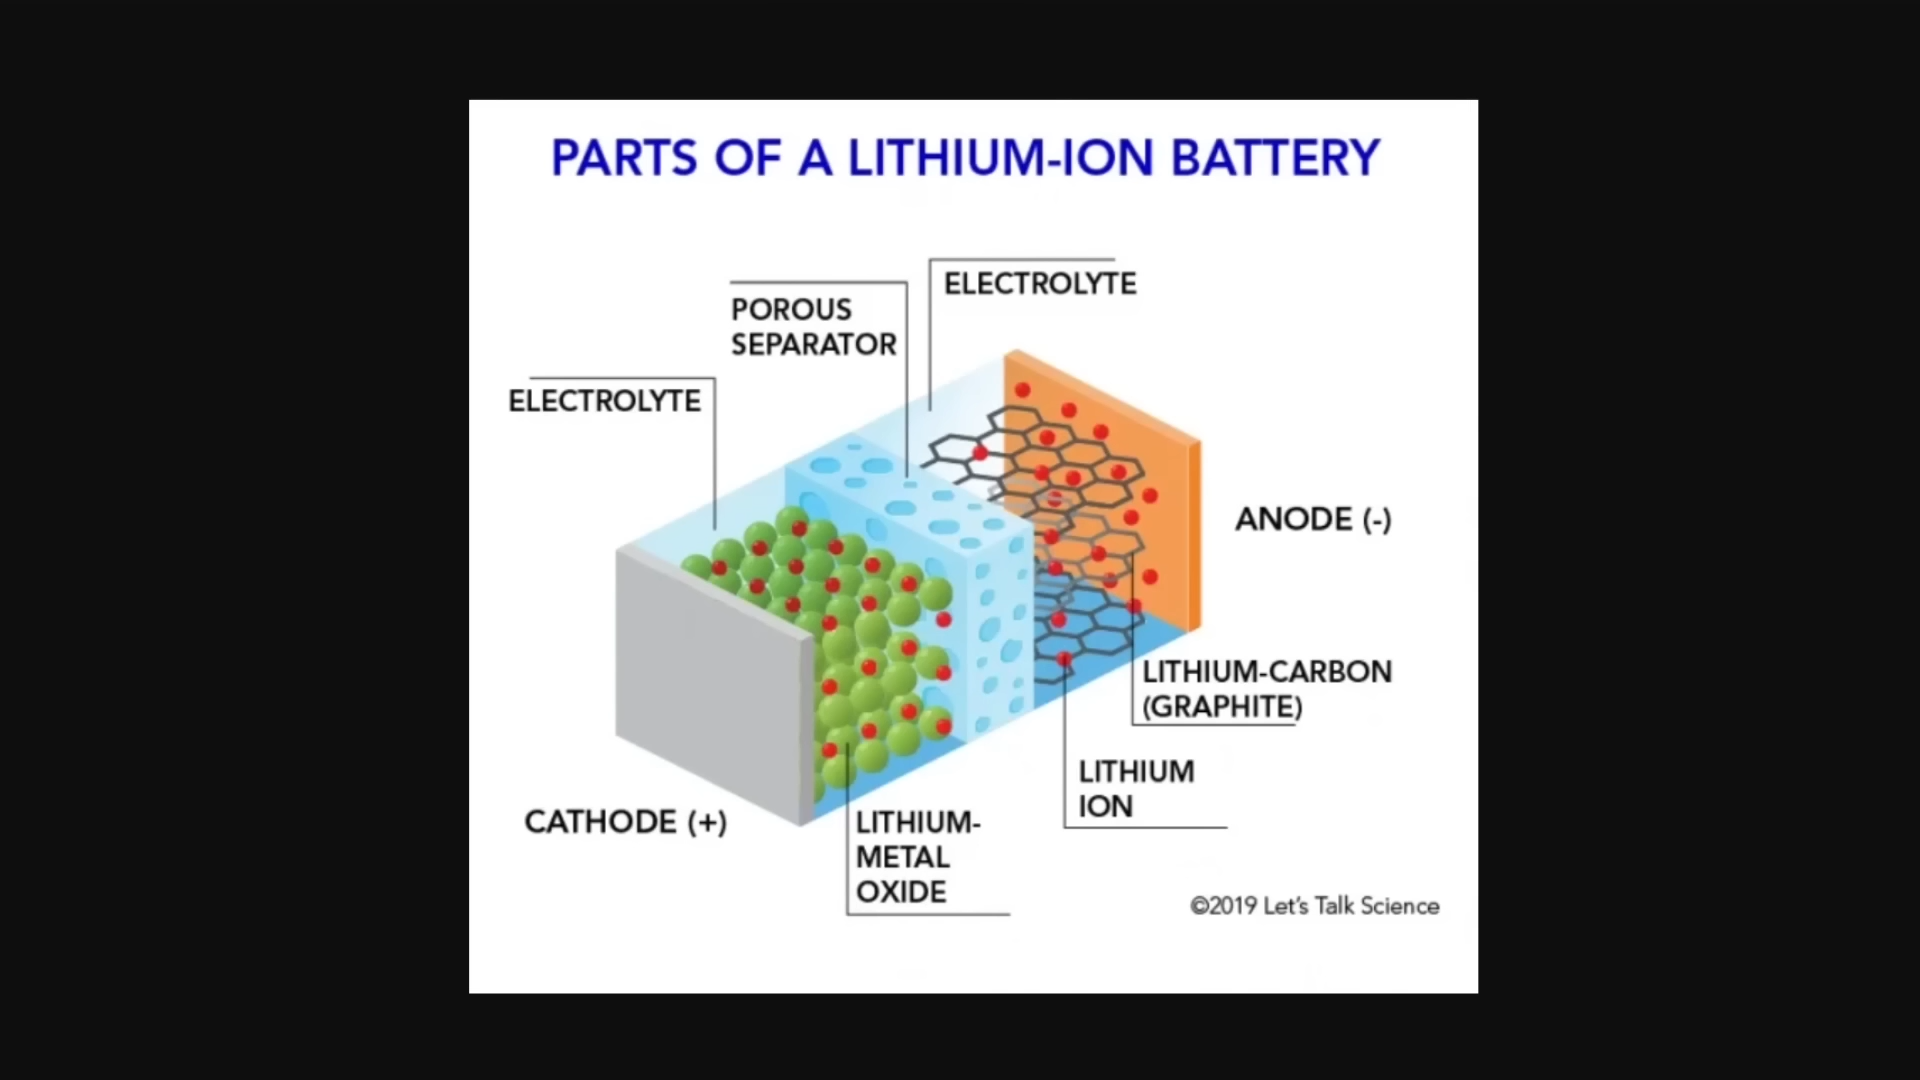 PARTS OF A LITHIUM-ION BATTERY
ELECTROLYTE
POROUS
SEPARATOR
ELECTROLYTE
ANODE (-)
LITHIUM-CARBON
(GRAPHITE)
LITHIUM
ION
CATHODE (+)
LITHIUM-
METAL
OXIDE
©2019 Let's Talk Science